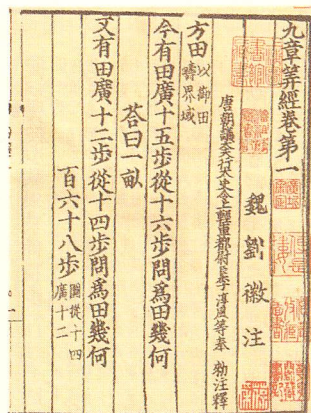 九章筭經卷第一
魏劉徽注
唐朝議大夫行太史令上輕車都尉臣李淳風等奉 勑注釋
方田以御田疇界域
今有田廣十五步從十六步問爲田幾何
荅曰一畝
又有田廣十二步從十四步問爲田幾何
百六十八步圖從十四廣十二